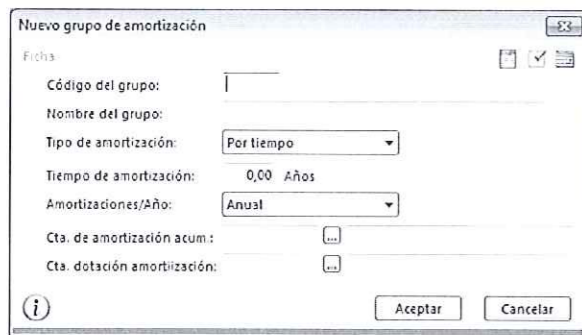 Nuevo grupo de amortización
Ficha
Código del grupo:
Nombre del grupo:
Tipo de amortización: Por tiempo
Tiempo de amortización: 0,00 Años
Amortizaciones/Año: Anual
Cta. de amortización acum.: ...
Cta. dotación amortiización: ...
i Aceptar Cancelar